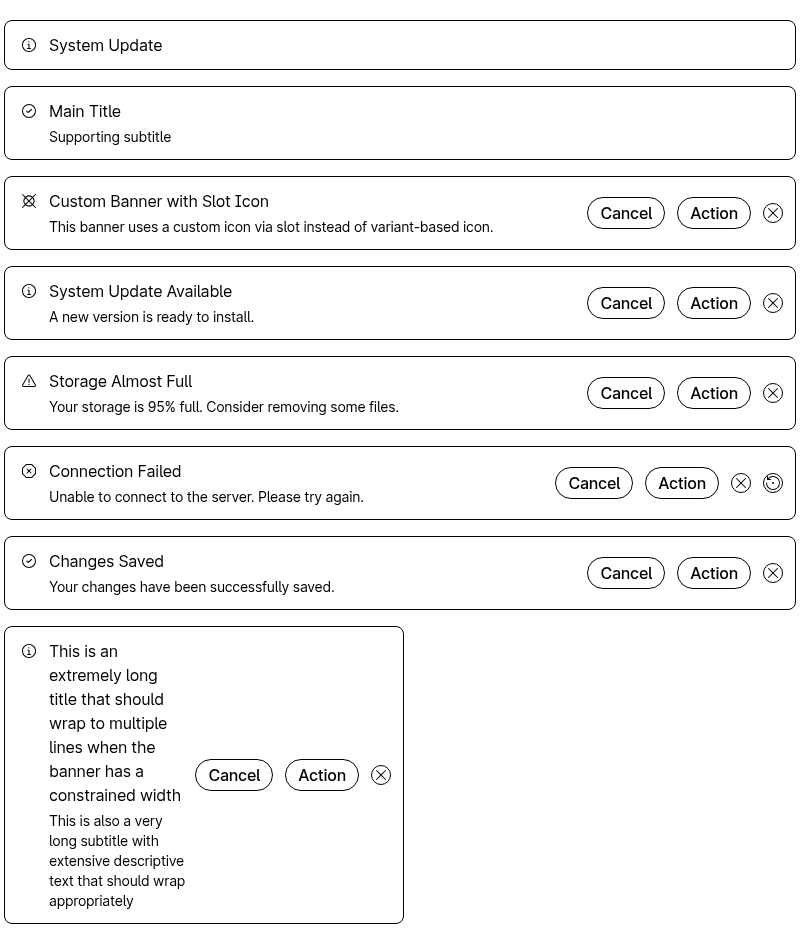 System Update
Main Title
Supporting subtitle
Custom Banner with Slot Icon
This banner uses a custom icon via slot instead of variant-based icon.
Cancel
Action
System Update Available
A new version is ready to install.
Cancel
Action
Storage Almost Full
Your storage is 95% full. Consider removing some files.
Cancel
Action
Connection Failed
Unable to connect to the server. Please try again.
Cancel
Action
Changes Saved
Your changes have been successfully saved.
Cancel
Action
This is an
extremely long
title that should
wrap to multiple
lines when the
banner has a
constrained width
This is also a very
long subtitle with
extensive descriptive
text that should wrap
appropriately
Cancel
Action